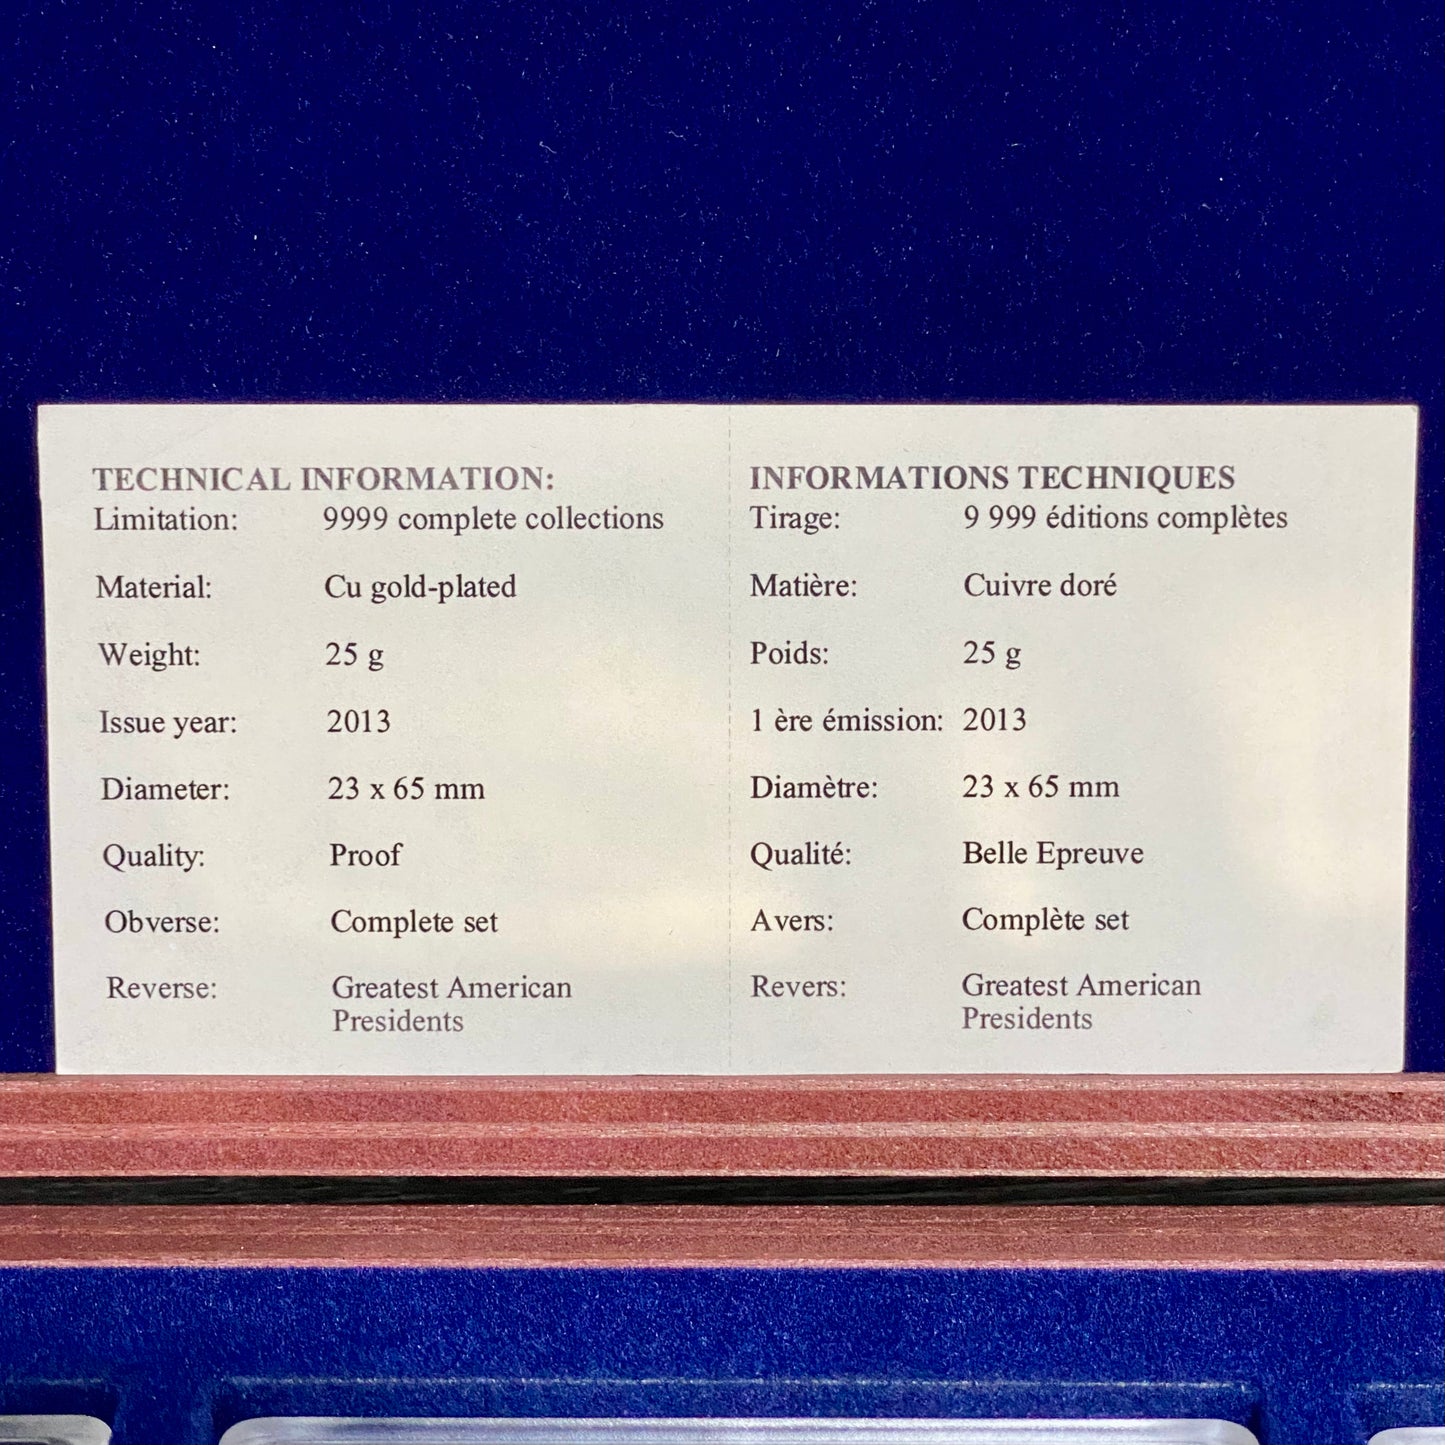 TECHNICAL INFORMATION:
Limitation: 9999 complete collections
Material: Cu gold-plated
Weight: 25 g
Issue year: 2013
Diameter: 23 x 65 mm
Quality: Proof
Obverse: Complete set
Reverse: Greatest American
Presidents
INFORMATIONS TECHNIQUES
Tirage: 9 999 éditions complètes
Matière: Cuivre doré
Poids: 25 g
1 ère émission: 2013
Diamètre: 23 x 65 mm
Qualité: Belle Epreuve
Avers: Complète set
Revers: Greatest American
Presidents